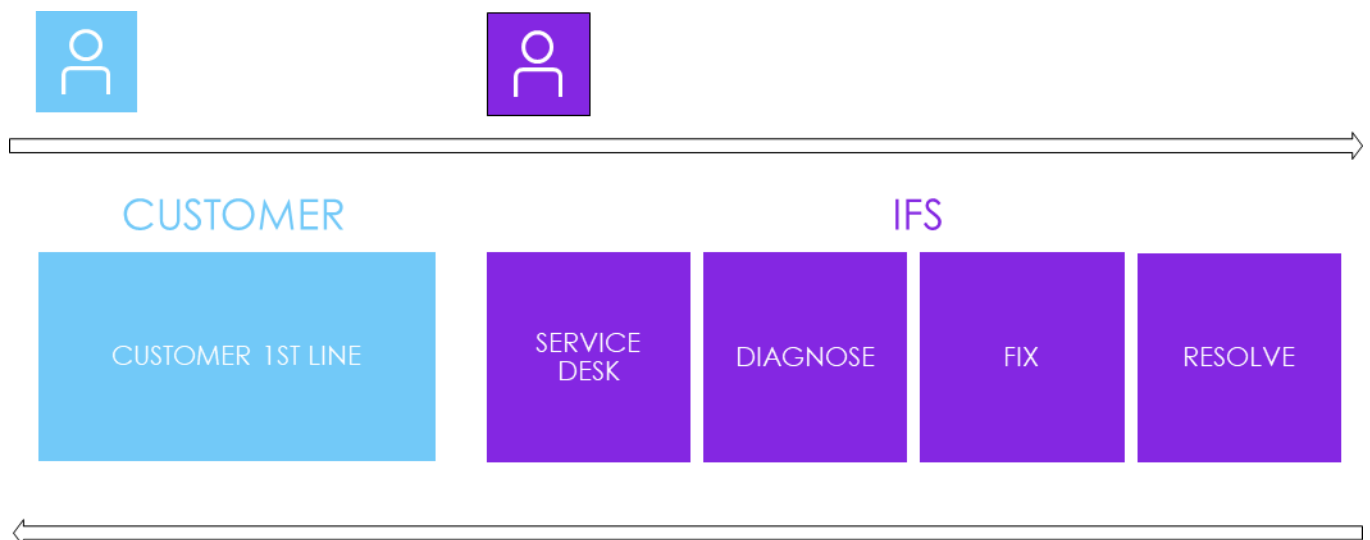 CUSTOMER
IFS
CUSTOMER 1ST LINE
SERVICE
DESK
DIAGNOSE
FIX
RESOLVE